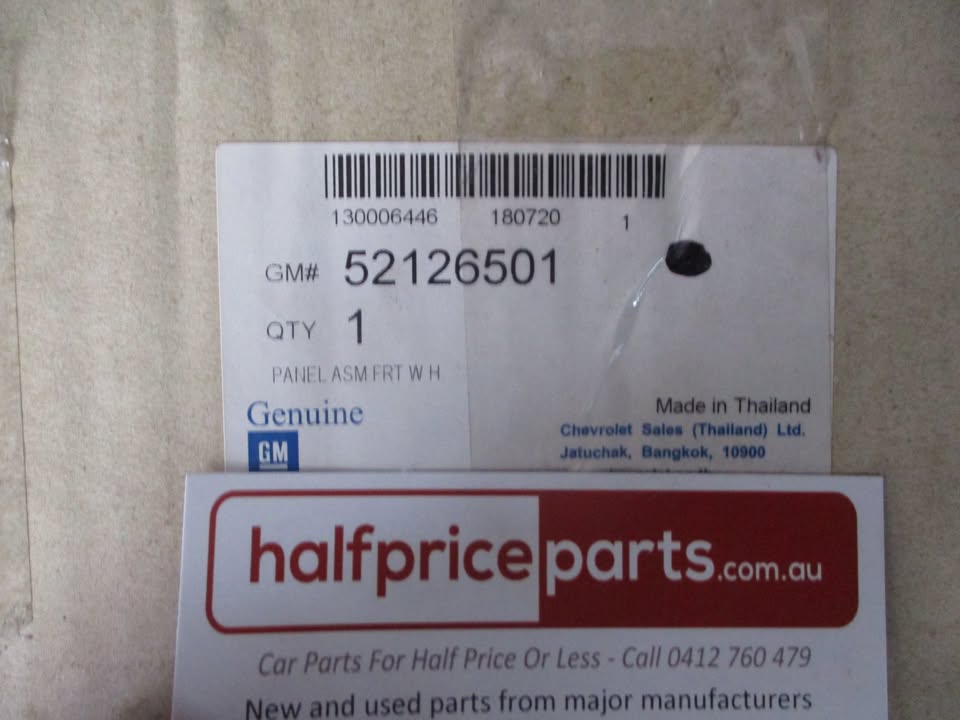 130006446 180720 1
GM# 52126501
QTY 1
PANEL ASM FRT W H
Genuine
GM
Made in Thailand
Chevrolet Sales (Thailand) Ltd.
Jatuchak, Bangkok, 10900
halfpriceparts.com.au
Car Parts For Half Price Or Less - Call 0412 760 479
New and used parts from major manufacturers